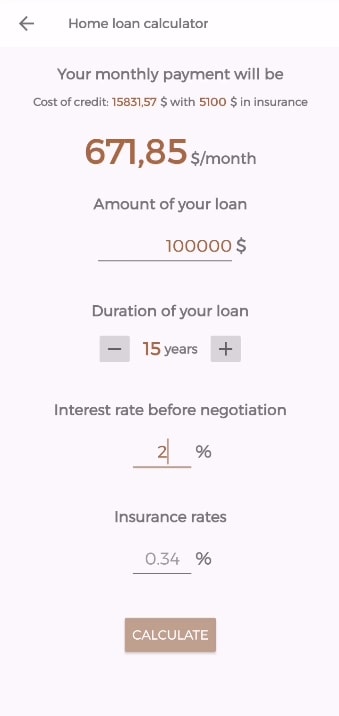 Home loan calculator
Your monthly payment will be
Cost of credit: 15831,57 $ with 5100 $ in insurance
671,85 $/month
Amount of your loan
100000 $
Duration of your loan
− 15 years +
Interest rate before negotiation
2 %
Insurance rates
0.34 %
CALCULATE